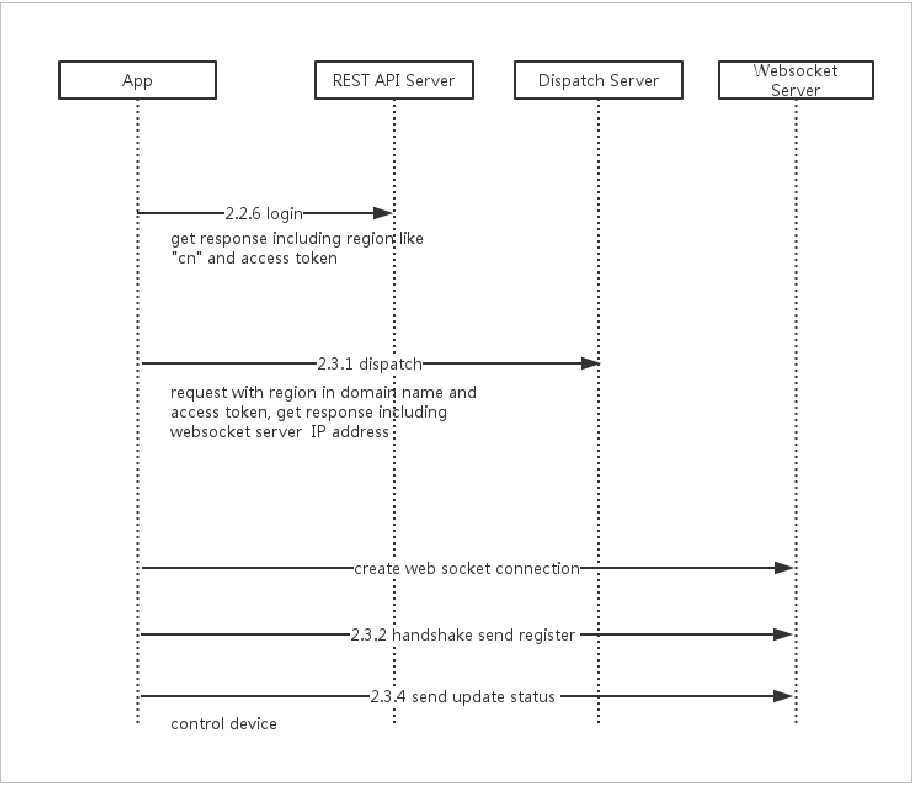 App
REST API Server
Dispatch Server
Websocket
Server
2.2.6 login
get response including region like
"cn" and access token
2.3.1 dispatch
request with region in domain name and
access token, get response including
websocket server IP address
create web socket connection
2.3.2 handshake send register
2.3.4 send update status
control device